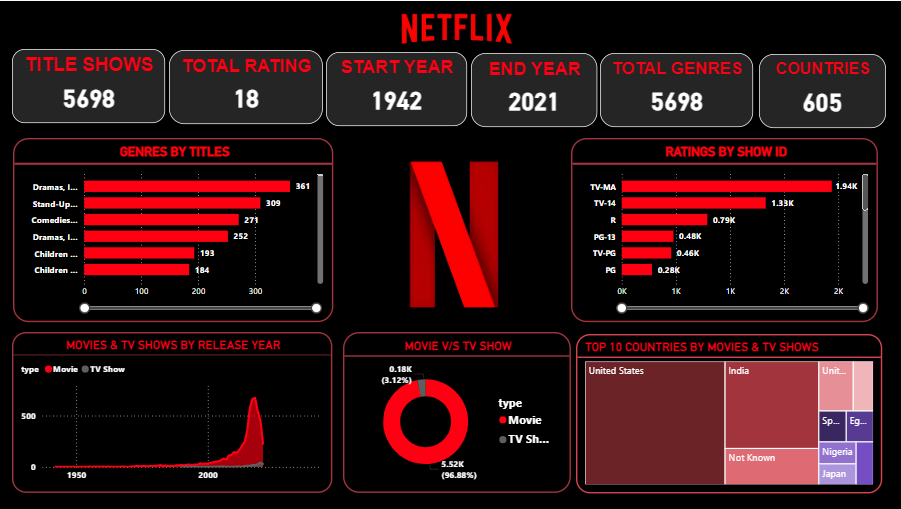 NETFLIX
TITLE SHOWS
5698
TOTAL RATING
18
START YEAR
1942
END YEAR
2021
TOTAL GENRES
5698
COUNTRIES
605
GENRES BY TITLES
Dramas, I... 361
Stand-Up... 309
Comedies... 271
Dramas, I... 252
Children ... 193
Children ... 184
0 100 200 300
RATINGS BY SHOW ID
TV-MA 1.94K
TV-14 1.33K
R 0.79K
PG-13 0.48K
TV-PG 0.46K
PG 0.28K
0K 1K 1K 2K 2K
MOVIES & TV SHOWS BY RELEASE YEAR
type Movie TV Show
500
0
1950 2000
MOVIE V/S TV SHOW
0.18K
(3.12%)
5.52K
(96.88%)
type
Movie
TV Sh...
TOP 10 COUNTRIES BY MOVIES & TV SHOWS
United States
India
Not Known
Unit...
Sp...
Eg...
Nigeria
Japan